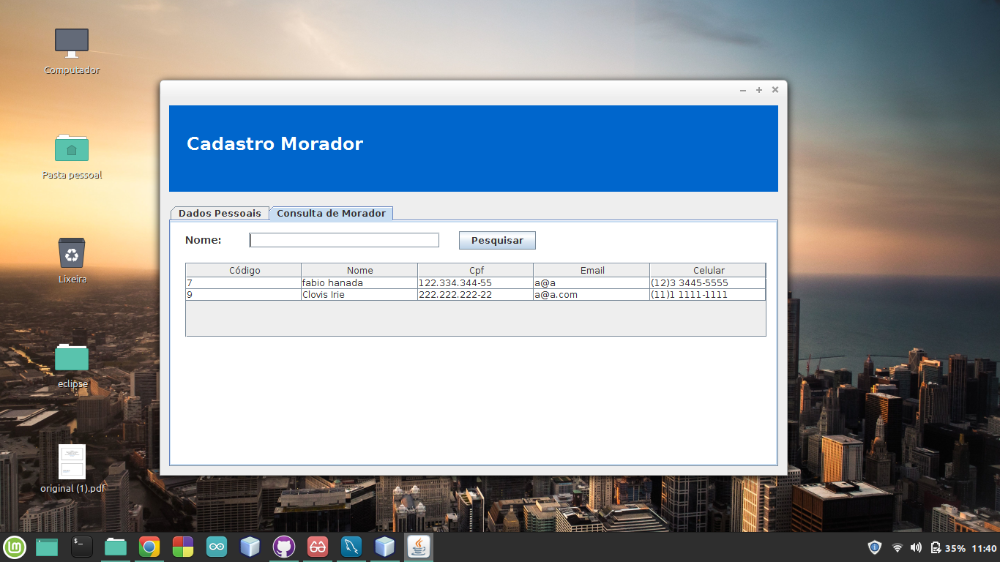 Computador
Pasta pessoal
Lixeira
eclipse
original (1).pdf
Cadastro Morador
Dados Pessoais Consulta de Morador
Nome: Pesquisar
Código Nome Cpf Email Celular
7 fabio hanada 122.334.344-55 a@a (12)3 3445-5555
9 Clovis Irie 222.222.222-22 a@a.com (11)1 1111-1111
35% 11:40